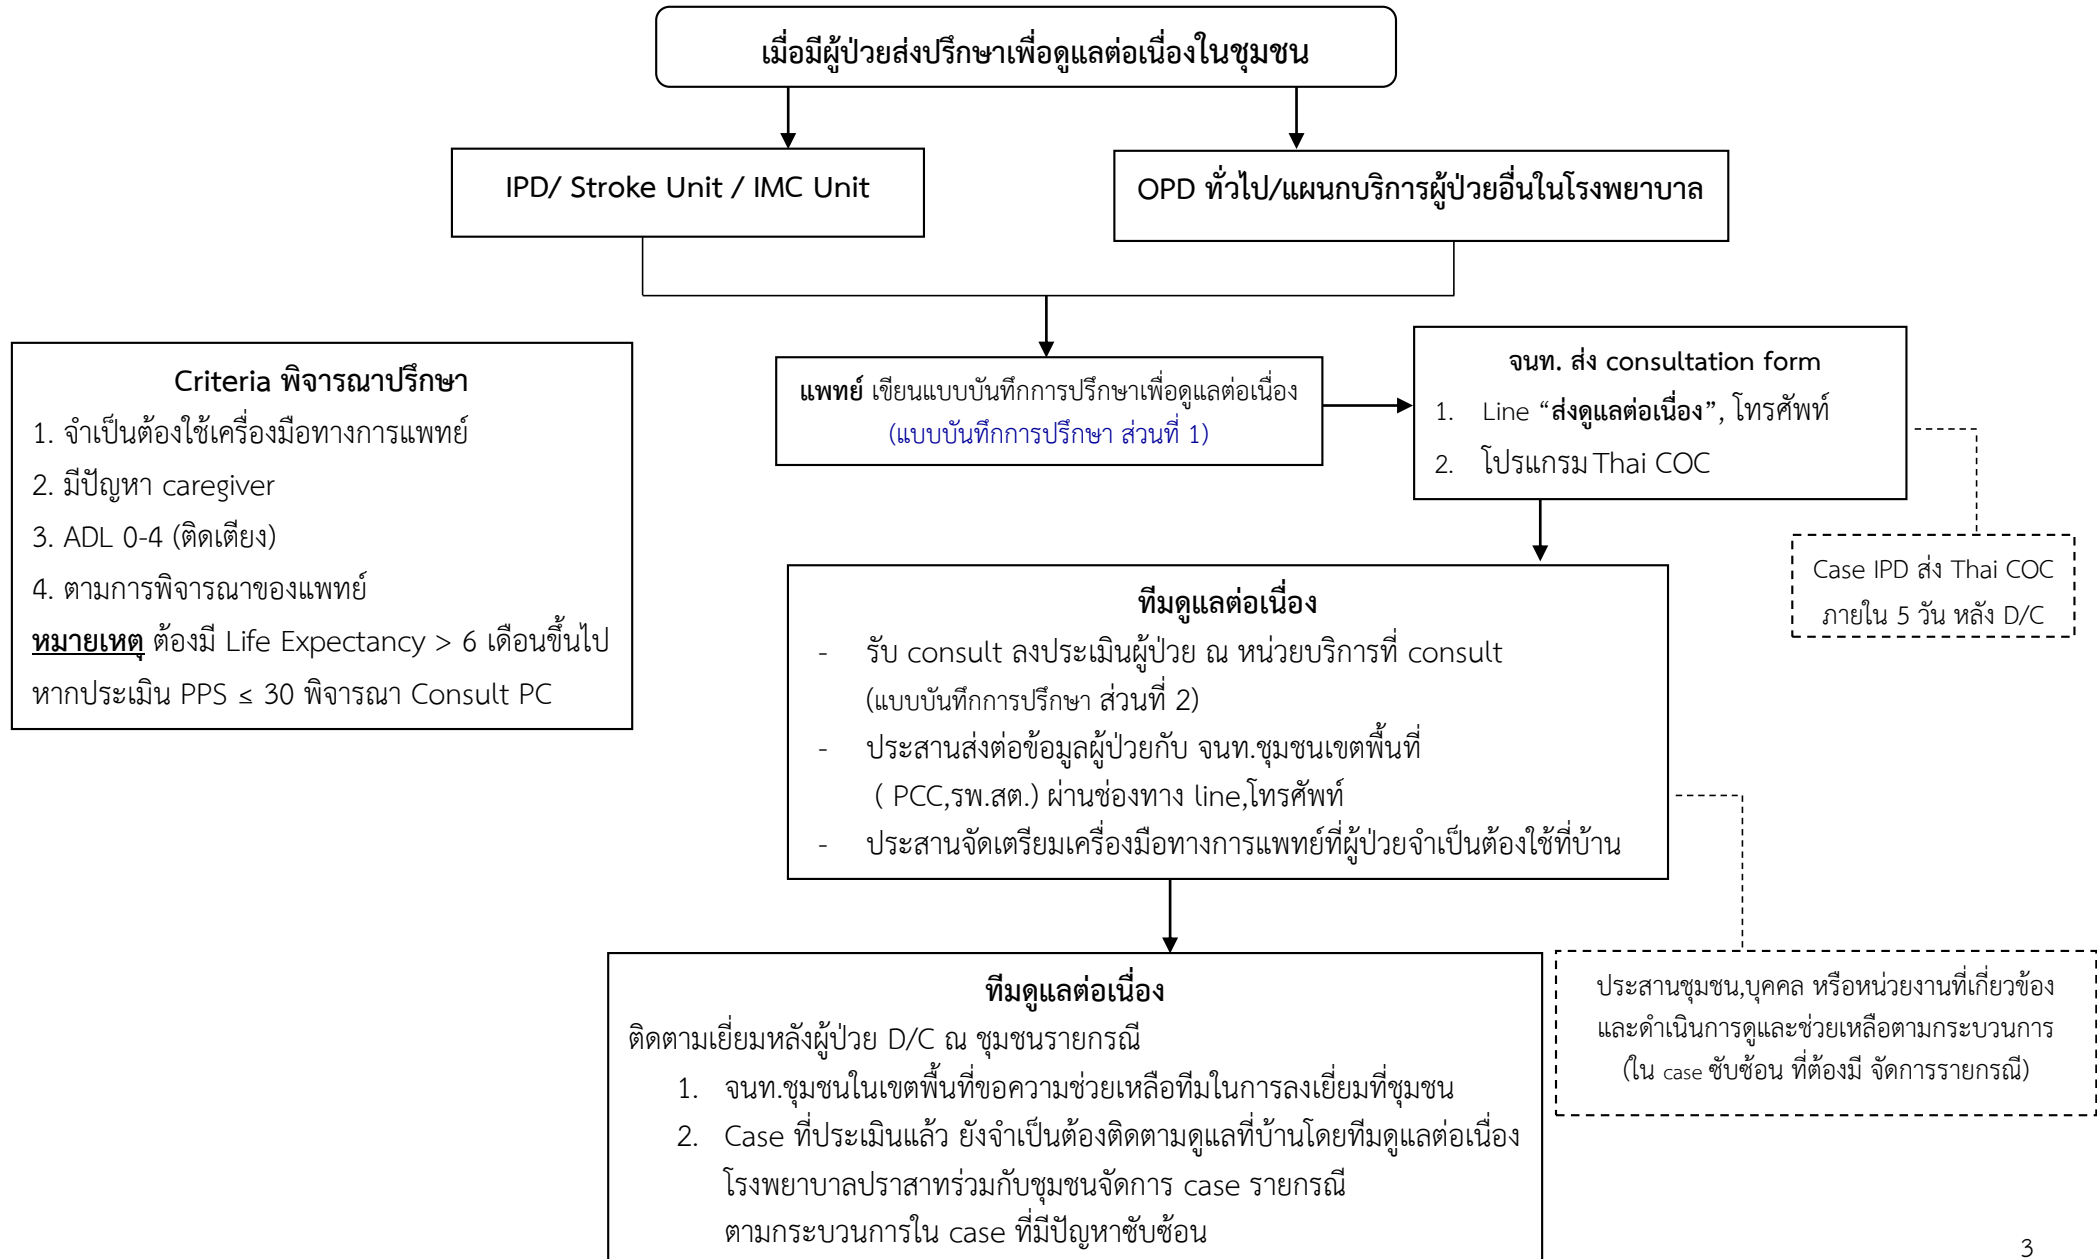 เมื่อมีผู้ป่วยส่งปรึกษาเพื่อดูแลต่อเนื่องในชุมชน
IPD/ Stroke Unit / IMC Unit
OPD ทั่วไป/แผนกบริการผู้ป่วยอื่นในโรงพยาบาล
Criteria พิจารณาปรึกษา
1. จำเป็นต้องใช้เครื่องมือทางการแพทย์
2. มีปัญหา caregiver
3. ADL 0-4 (ติดเตียง)
4. ตามการพิจารณาของแพทย์
หมายเหตุ ต้องมี Life Expectancy > 6 เดือนขึ้นไป
หากประเมิน PPS ≤ 30 พิจารณา Consult PC
แพทย์ เขียนแบบบันทึกการปรึกษาเพื่อดูแลต่อเนื่อง
(แบบบันทึกการปรึกษา ส่วนที่ 1)
จนท. ส่ง consultation form
1. Line “ส่งดูแลต่อเนื่อง”, โทรศัพท์
2. โปรแกรม Thai COC
Case IPD ส่ง Thai COC
ภายใน 5 วัน หลัง D/C
ทีมดูแลต่อเนื่อง
- รับ consult ลงประเมินผู้ป่วย ณ หน่วยบริการที่ consult
(แบบบันทึกการปรึกษา ส่วนที่ 2)
- ประสานส่งต่อข้อมูลผู้ป่วยกับ จนท.ชุมชนเขตพื้นที่
( PCC,รพ.สต.) ผ่านช่องทาง line,โทรศัพท์
- ประสานจัดเตรียมเครื่องมือทางการแพทย์ที่ผู้ป่วยจำเป็นต้องใช้ที่บ้าน
ประสานชุมชน,บุคคล หรือหน่วยงานที่เกี่ยวข้อง
และดำเนินการดูและช่วยเหลือตามกระบวนการ
(ใน case ซับซ้อน ที่ต้องมี จัดการรายกรณี)
ทีมดูแลต่อเนื่อง
ติดตามเยี่ยมหลังผู้ป่วย D/C ณ ชุมชนรายกรณี
1. จนท.ชุมชนในเขตพื้นที่ขอความช่วยเหลือทีมในการลงเยี่ยมที่ชุมชน
2. Case ที่ประเมินแล้ว ยังจำเป็นต้องติดตามดูแลที่บ้านโดยทีมดูแลต่อเนื่อง
โรงพยาบาลปราสาทร่วมกับชุมชนจัดการ case รายกรณี
ตามกระบวนการใน case ที่มีปัญหาซับซ้อน
3